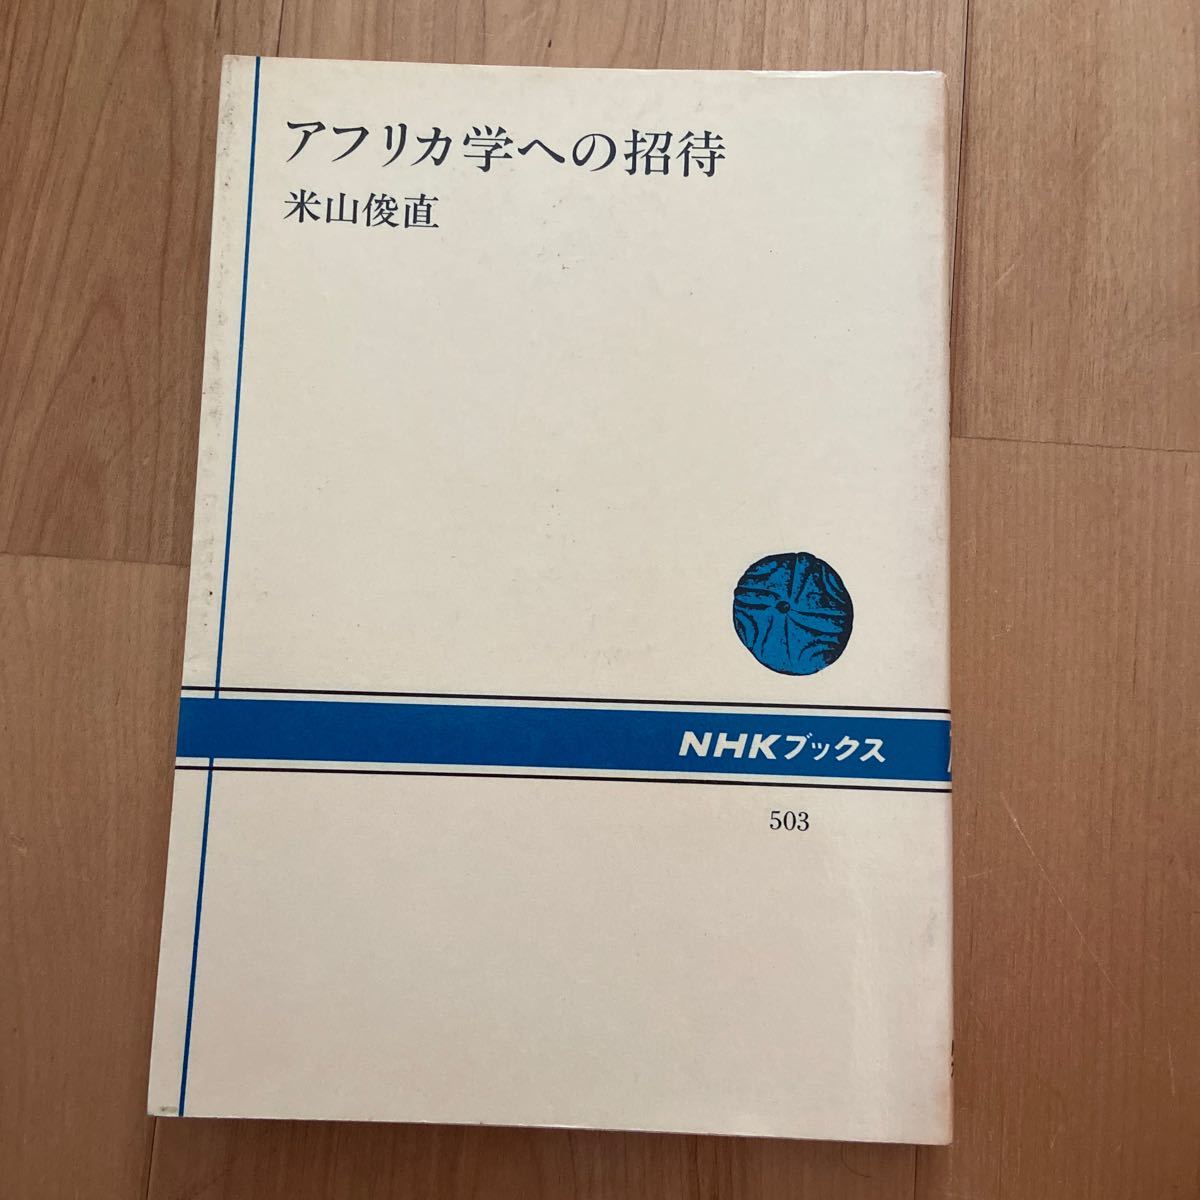 アフリカ学への招待
米山俊直
NHKブックス
503